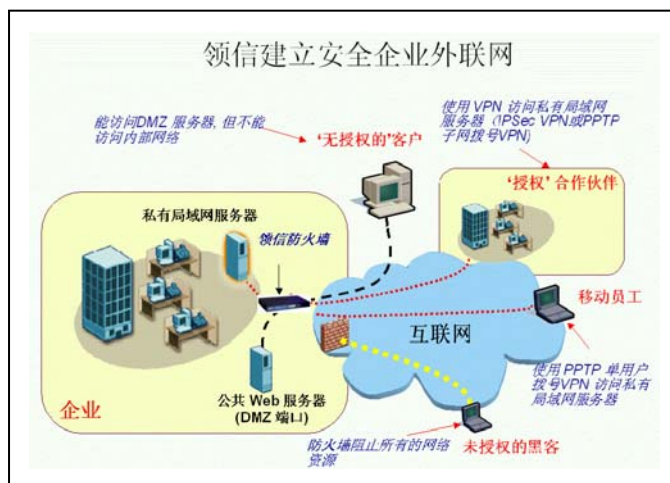 领信建立安全企业外联网
能访问DMZ 服务器, 但不能
访问内部网络
'无授权的'客户
使用 VPN 访问私有局域网
服务器（IPSec VPN或PPTP
子网拨号VPN)
'授权' 合作伙伴
私有局域网服务器
领信防火墙
移动员工
互联网
使用 PPTP 单用户
拨号VPN 访问私有
局域网服务器
企业
公共 Web 服务器
(DMZ 端口)
防火墙阻止所有的网络
资源
未授权的黑客